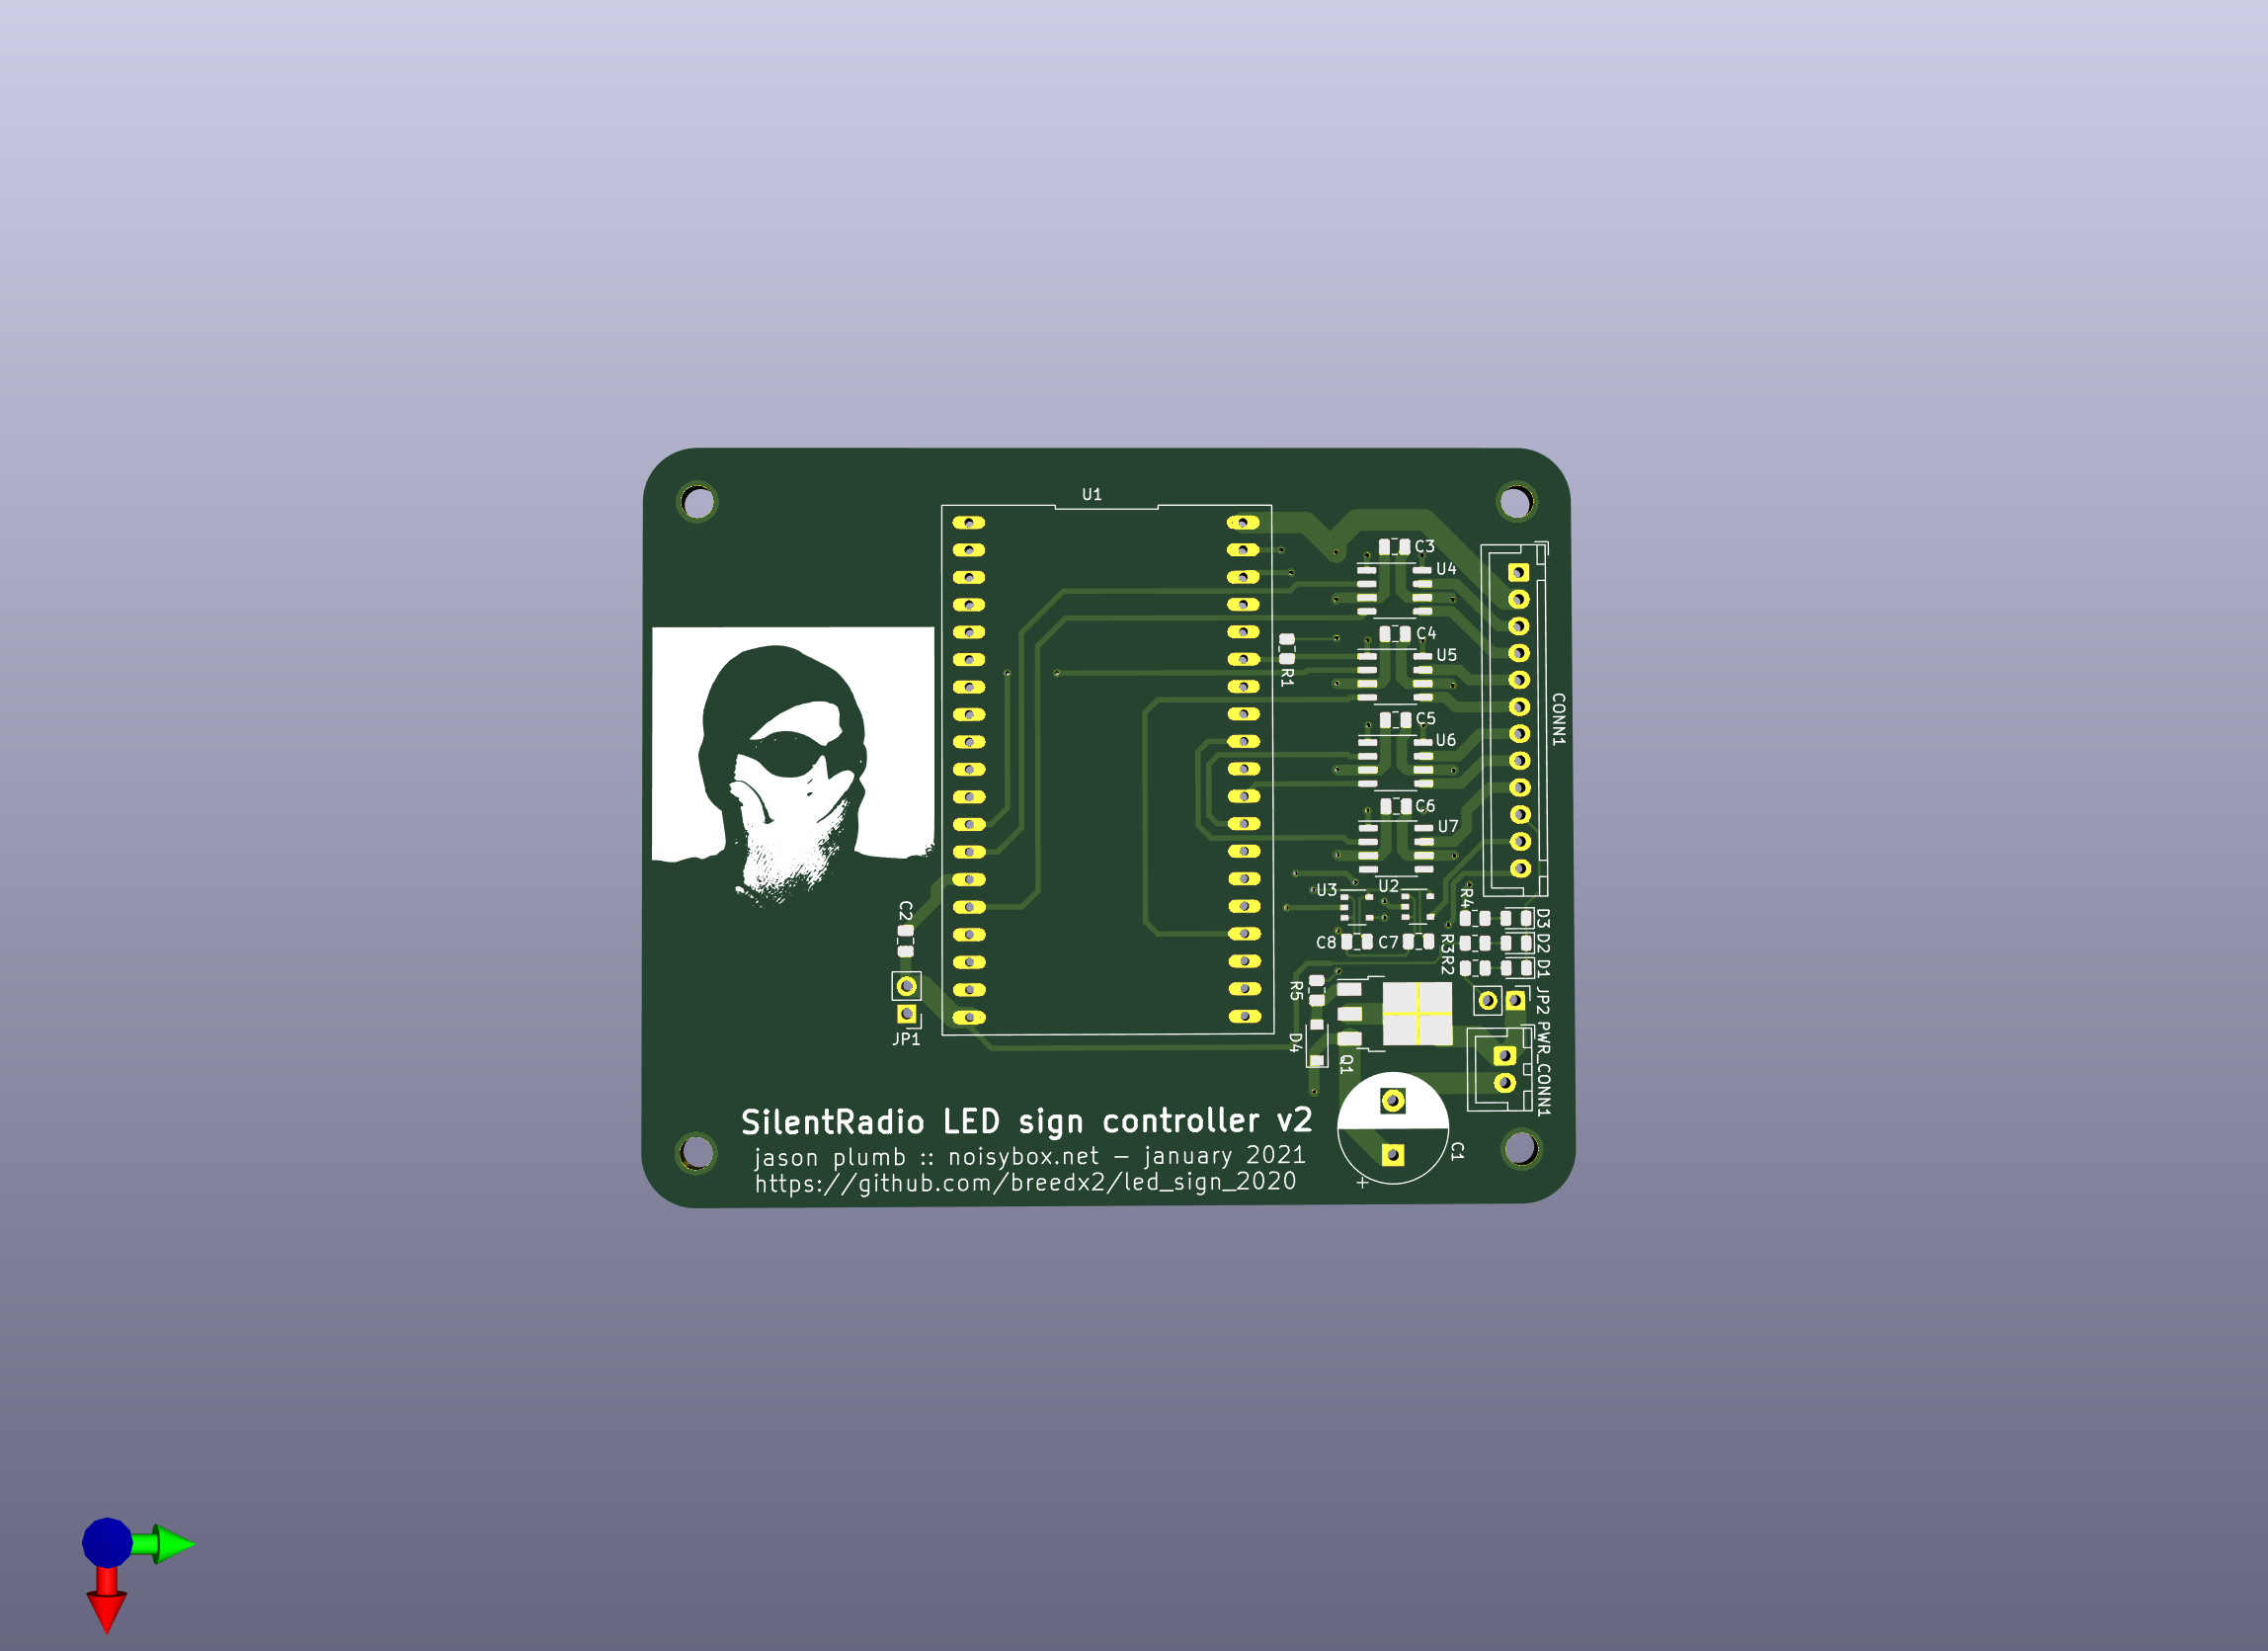 U1
C3
U4
C4
U5
R1
CONN1
C5
U6
C6
U7
U3
U2
R4
C2
D3
C8
C7
R3
R2
D2
D1
R5
JP2
JP1
D4
Q1
PWR_CONN1
SilentRadio LED sign controller v2
jason plumb :: noisybox.net – january 2021
https://github.com/breedx2/led_sign_2020
C1
+